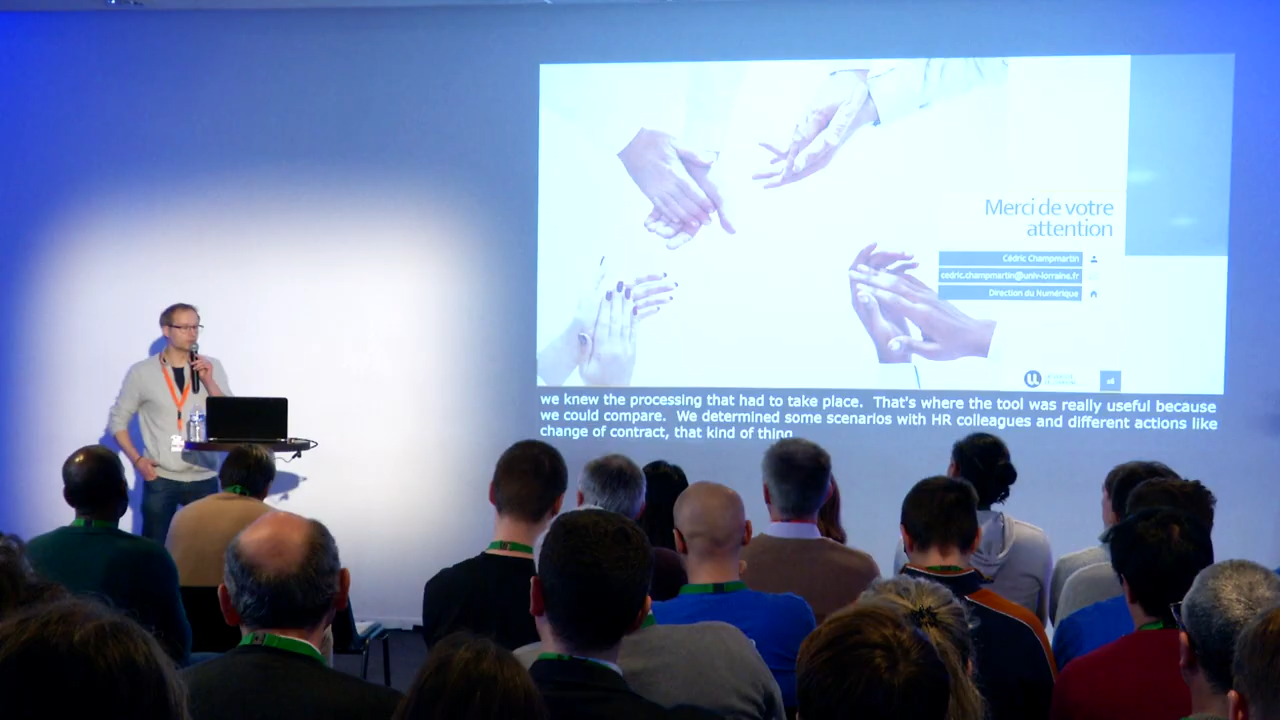 Merci de votre
attention
Cédric Champmartin
cedric.champmartin@univ-lorraine.fr
Direction du Numérique
we knew the processing that had to take place. That's where the tool was really useful because
we could compare. We determined some scenarios with HR colleagues and different actions like
change of contract, that kind of thing